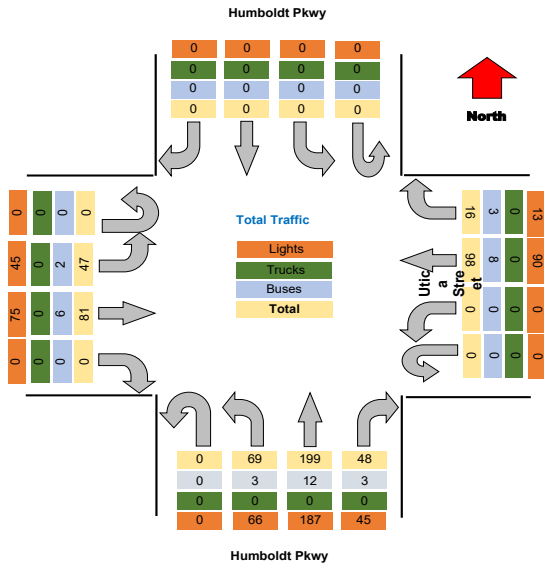 Humboldt Pkwy
0 0 0 0
0 0 0 0
0 0 0 0
0 0 0 0
North
0 0 0 0
45 0 2 47
75 0 6 81
0 0 0 0
Total Traffic
Lights
Trucks
Buses
Total
16 3 0 13
98 8 0 90
0 0 0 0
0 0 0 0
Utic
a
Stre
et
0 69 199 48
0 3 12 3
0 0 0 0
0 66 187 45
Humboldt Pkwy